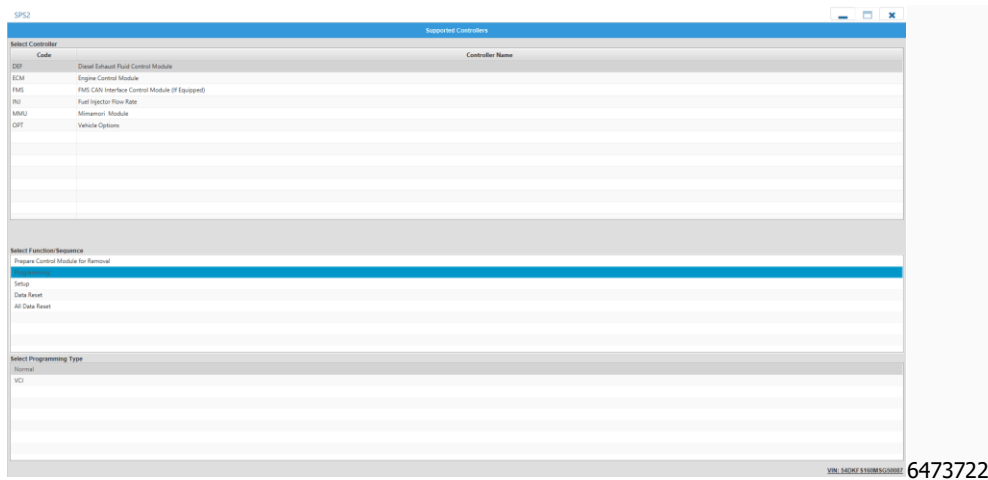 SPS2
Supported Controllers
Select Controller
Code Controller Name
DEF Diesel Exhaust Fluid Control Module
ECM Engine Control Module
FMS FMS CAN Interface Control Module (If Equipped)
INJ Fuel Injector Flow Rate
MMU Mimamori Module
OPT Vehicle Options
Select Function/Sequence
Prepare Control Module for Removal
Programming
Setup
Data Reset
All Data Reset
Select Programming Type
Normal
VCI
VIN:
6473722